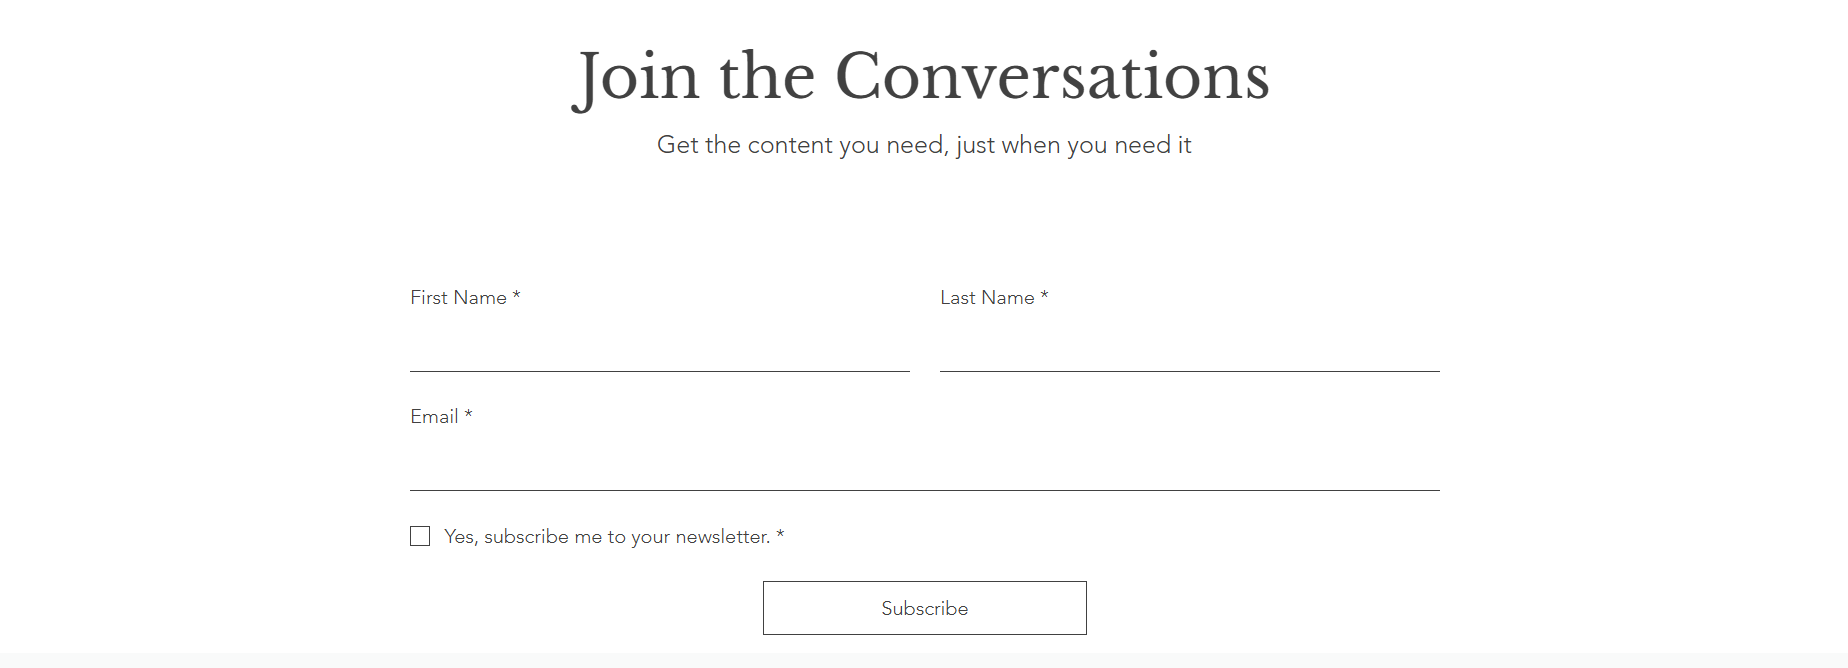 Join the Conversations
Get the content you need, just when you need it
First Name *
Last Name *
Email *
Yes, subscribe me to your newsletter. *
Subscribe